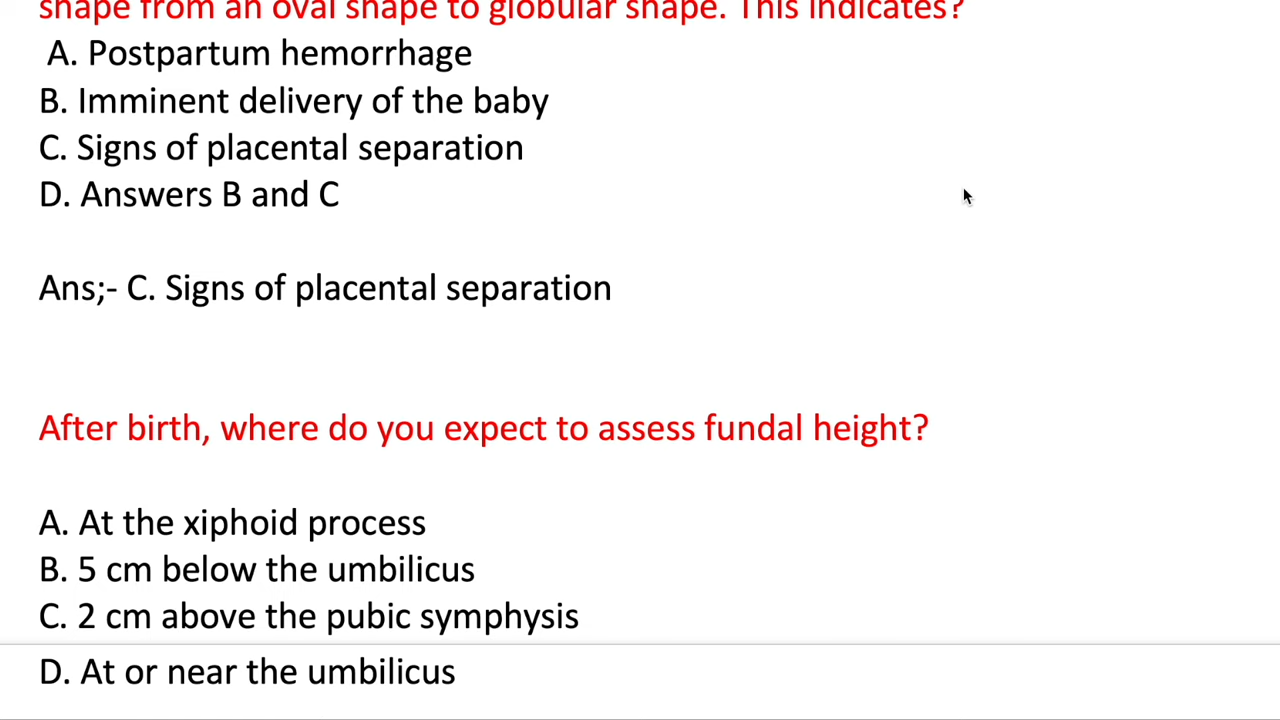 shape from an oval shape to globular shape. This indicates?
A. Postpartum hemorrhage
B. Imminent delivery of the baby
C. Signs of placental separation
D. Answers B and C
Ans;- C. Signs of placental separation
After birth, where do you expect to assess fundal height?
A. At the xiphoid process
B. 5 cm below the umbilicus
C. 2 cm above the pubic symphysis
D. At or near the umbilicus